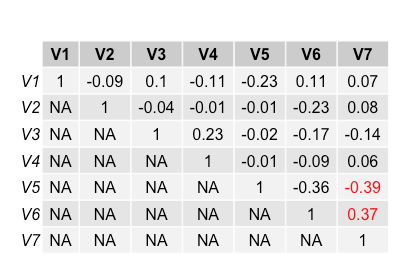 V1 V2 V3 V4 V5 V6 V7
V1 1 -0.09 0.1 -0.11 -0.23 0.11 0.07
V2 NA 1 -0.04 -0.01 -0.01 -0.23 0.08
V3 NA NA 1 0.23 -0.02 -0.17 -0.14
V4 NA NA NA 1 -0.01 -0.09 0.06
V5 NA NA NA NA 1 -0.36 -0.39
V6 NA NA NA NA NA 1 0.37
V7 NA NA NA NA NA NA 1